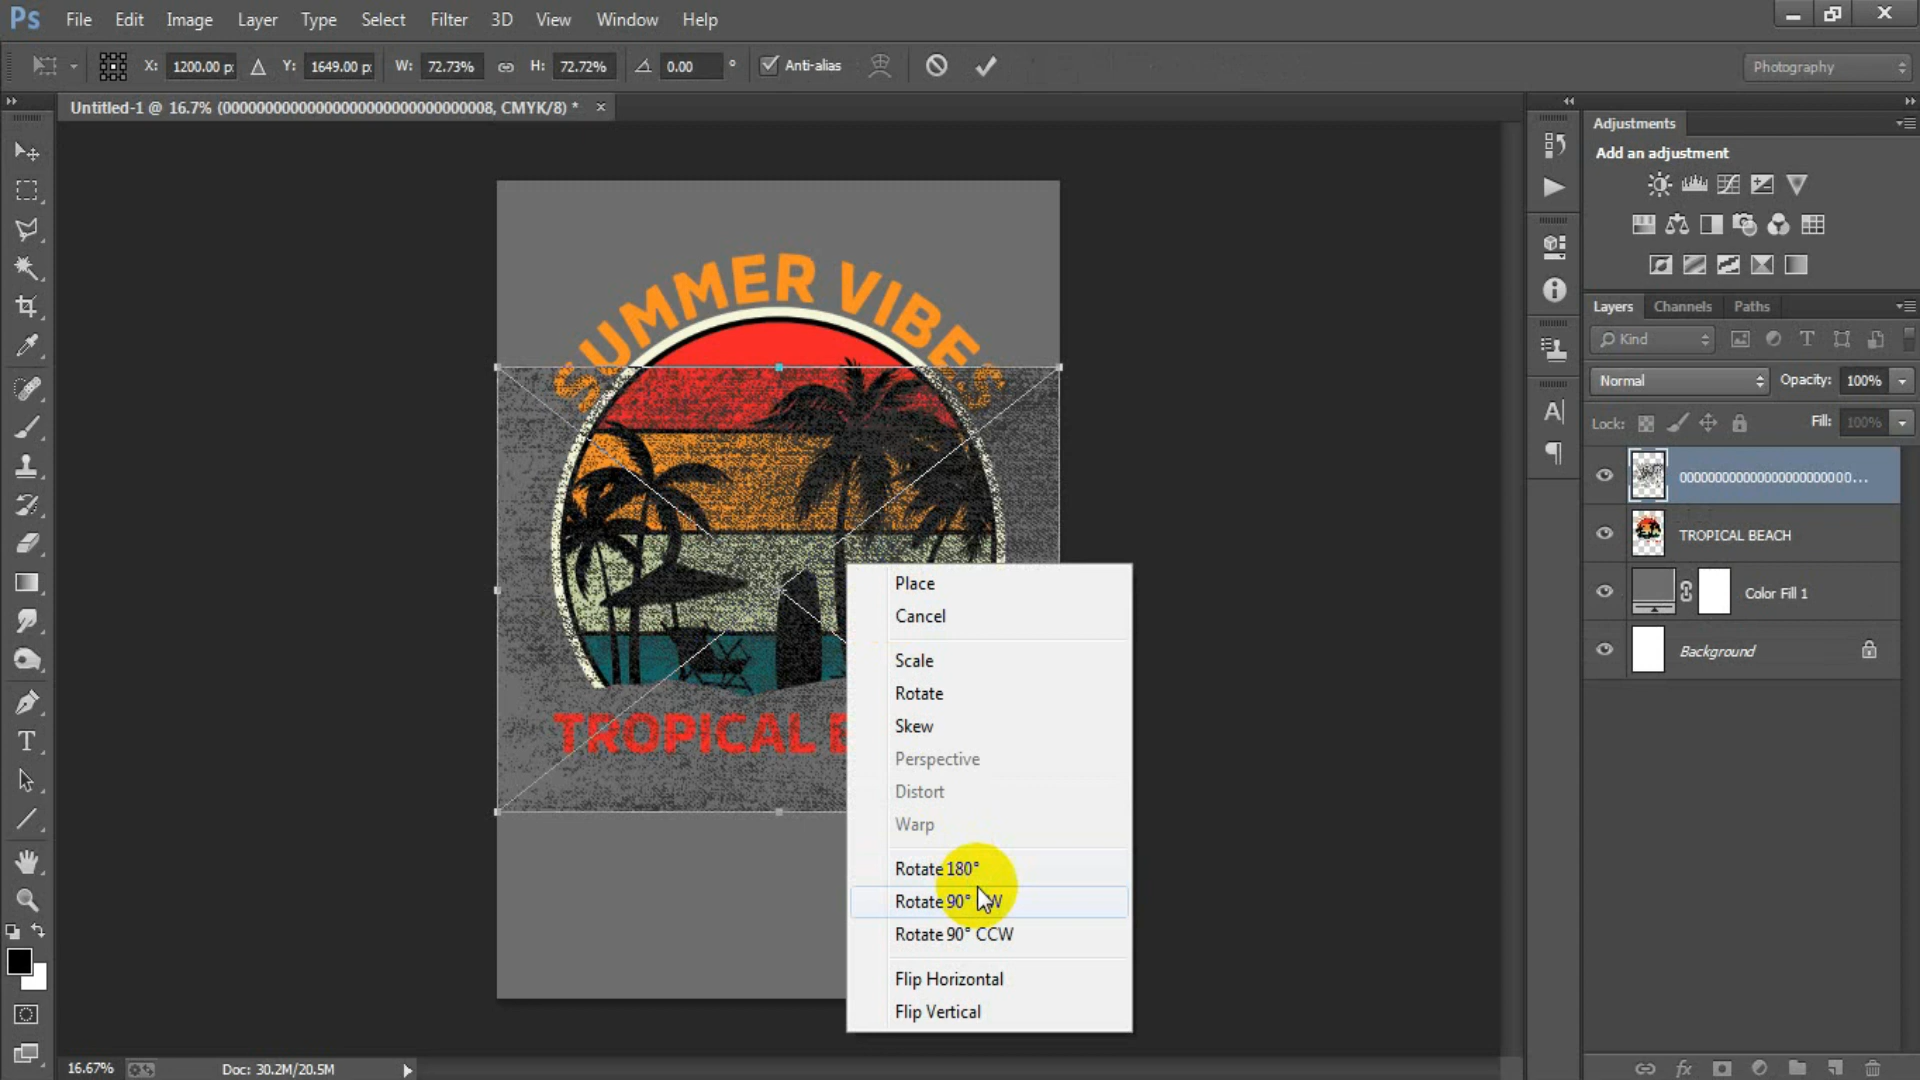 Ps File Edit Image Layer Type Select Filter 3D View Window Help
X: 1200.00 p: Y: 1649.00 p: W: 72.73% H: 72.72% 0.00 ° Anti-alias Photography
Untitled-1 @ 16.7% (
Adjustments
Add an adjustment
Layers Channels Paths
Kind
Normal Opacity: 100%
Lock: Fill: 100%
TROPICAL BEACH
Color Fill 1
Background
SUMMER VIBES
TROPICAL
Place
Cancel
Scale
Rotate
Skew
Perspective
Distort
Warp
Rotate 180°
Rotate 90°
Rotate 90° CCW
Flip Horizontal
Flip Vertical
16.67% Doc: 30.2M/20.5M